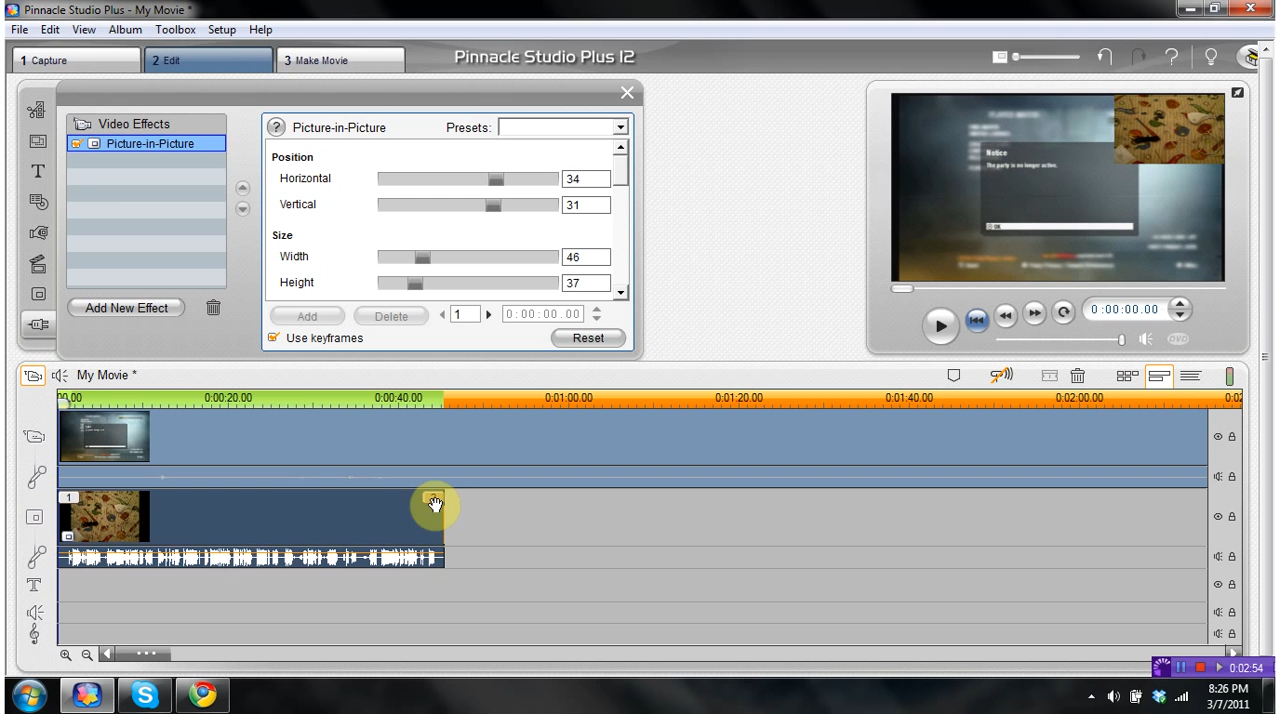 Pinnacle Studio Plus - My Movie *
File Edit View Album Toolbox Setup Help
1 Capture 2 Edit 3 Make Movie Pinnacle Studio Plus 12
Video Effects
Picture-in-Picture
Add New Effect
Picture-in-Picture Presets:
Position
Horizontal 34
Vertical 31
Size
Width 46
Height 37
Add Delete 1 0:00:00.00
Use keyframes Reset
Notice
The party is no longer active.
OK
0:00:00.00
DVD
My Movie *
0:00:20.00 0:00:40.00 0:01:00.00 0:01:20.00 0:01:40.00 0:02:00.00
1
0:02:54
8:26 PM
3/7/2011